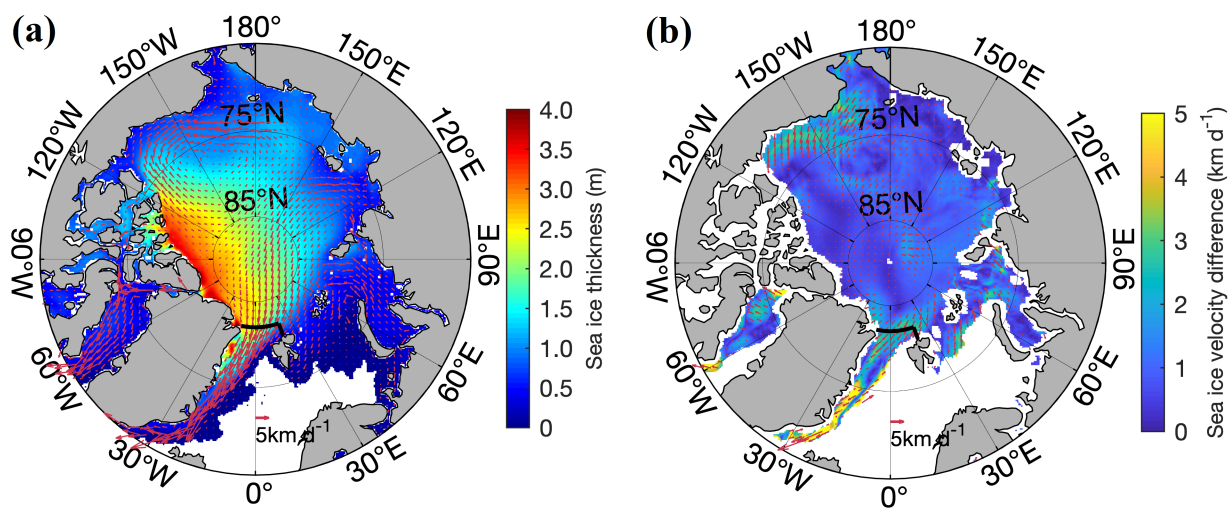 (a)
180°
150°W
150°E
120°W
120°E
90°W
90°E
60°W
60°E
30°W
30°E
0°
75°N
85°N
5km d-1
4.0
3.5
3.0
2.5
2.0
1.5
1.0
0.5
0
Sea ice thickness (m)
(b)
180°
150°W
150°E
120°W
120°E
90°W
90°E
60°W
60°E
30°W
30°E
0°
75°N
85°N
5km d-1
5
4
3
2
1
0
Sea ice velocity difference (km d-1)